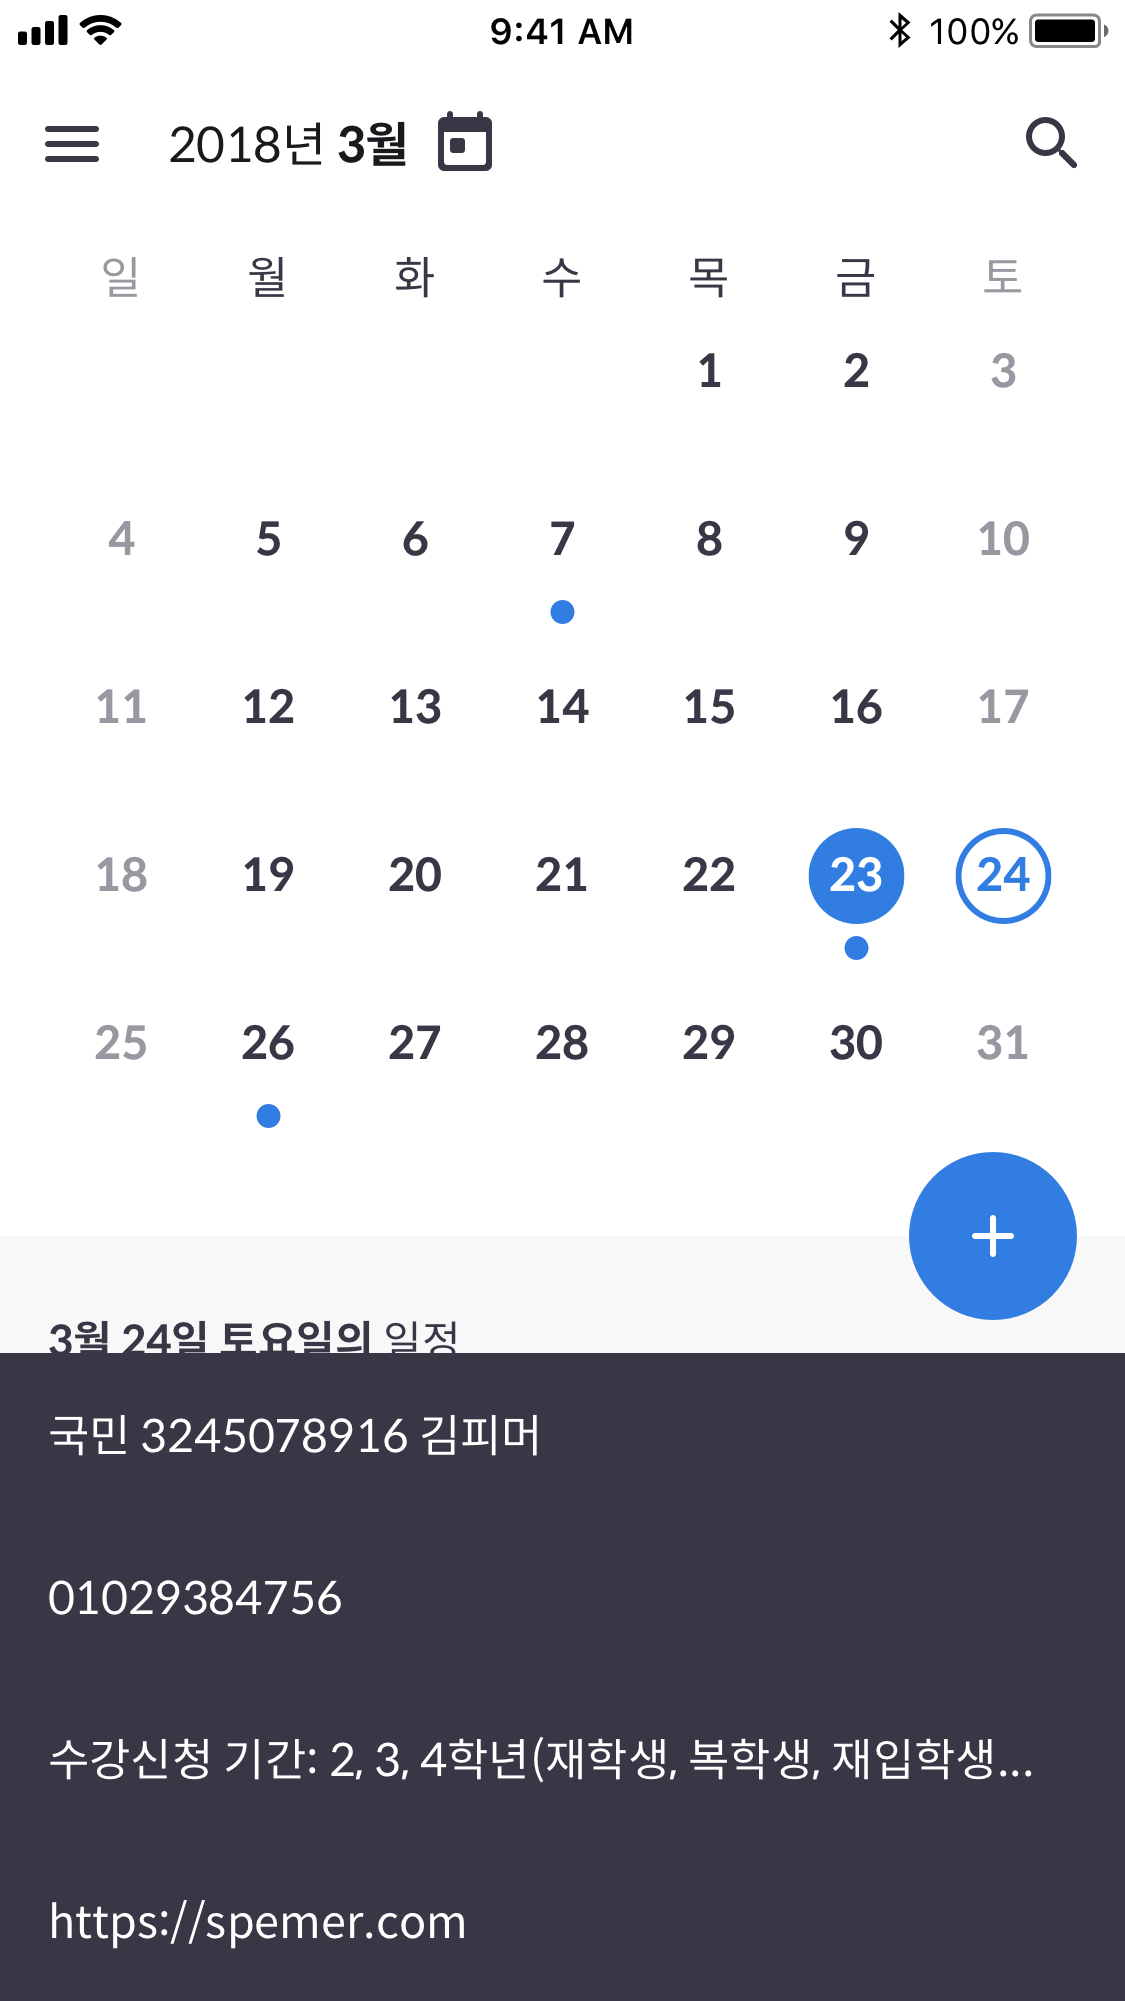 9:41 AM 100%
2018년 3월
일 월 화 수 목 금 토
1 2 3
4 5 6 7 8 9 10
11 12 13 14 15 16 17
18 19 20 21 22 23 24
25 26 27 28 29 30 31
3월 24일 토요일의 일정
국민 3245078916 김피머
01029384756
수강신청 기간: 2, 3, 4학년(재학생, 복학생, 재입학생...
https://spemer.com